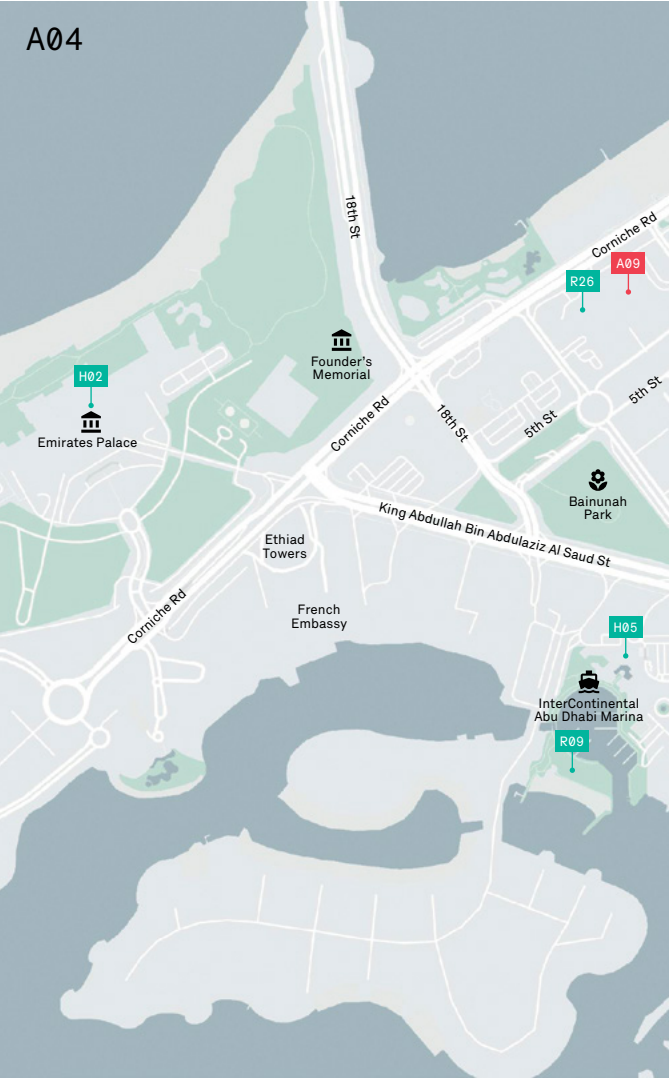 A04
18th St
Corniche Rd
A09
R26
Founder's
Memorial
H02
Emirates Palace
Corniche Rd
18th St
5th St
5th St
Bainunah
Park
King Abdullah Bin Abdulaziz Al Saud St
Ethiad
Towers
French
Embassy
Corniche Rd
H05
InterContinental
Abu Dhabi Marina
R09